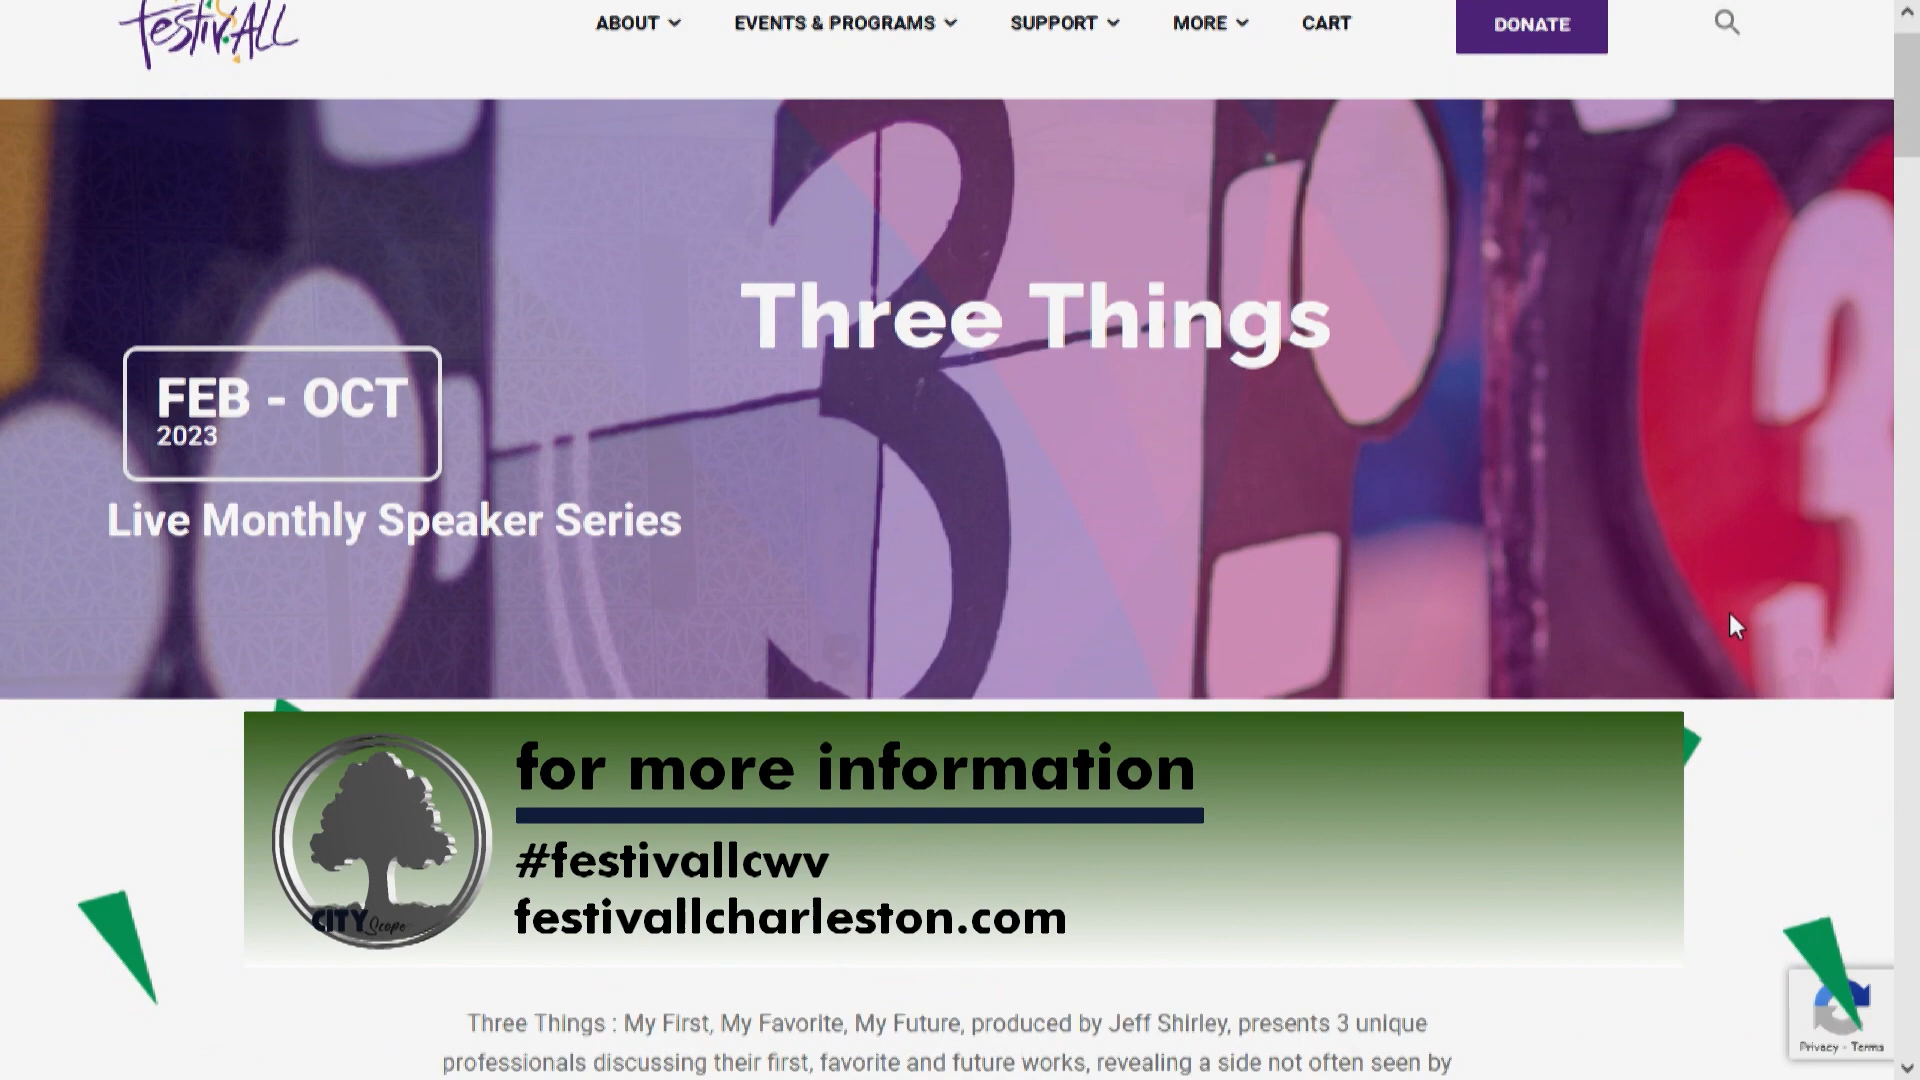 festivALL
ABOUT
EVENTS & PROGRAMS
SUPPORT
MORE
CART
DONATE
3
3
Three Things
FEB - OCT
2023
Live Monthly Speaker Series
for more information
#festivallcwv
festivallcharleston.com
CITY Scope
Three Things : My First, My Favorite, My Future, produced by Jeff Shirley, presents 3 unique
professionals discussing their first, favorite and future works, revealing a side not often seen by
Privacy - Terms